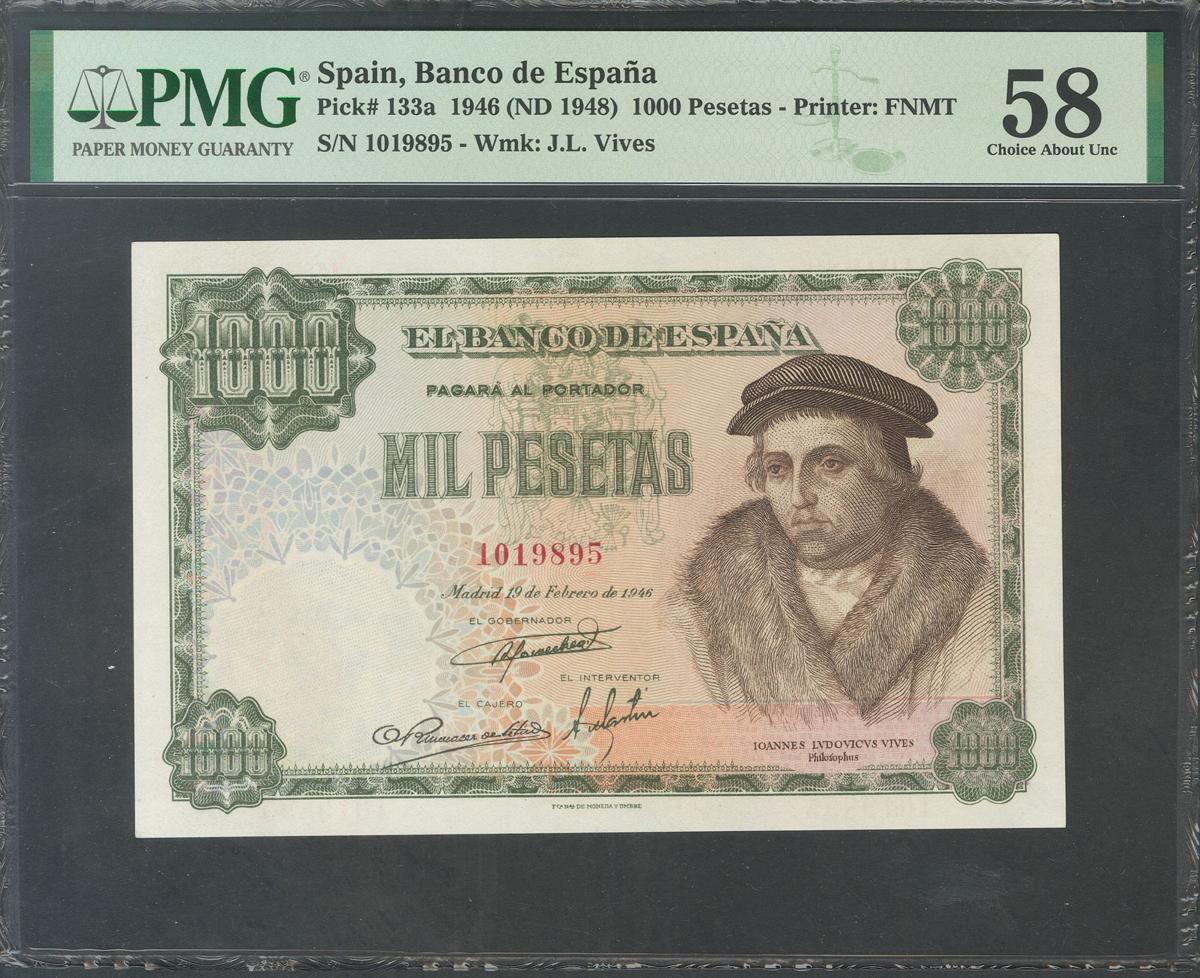 PMG®
PAPER MONEY GUARANTY
Spain, Banco de España
Pick# 133a 1946 (ND 1948) 1000 Pesetas - Printer: FNMT
S/N 1019895 - Wmk: J.L. Vives
58
Choice About Unc
1000
1000
EL BANCO DE ESPAÑA
PAGARÁ AL PORTADOR
MIL PESETAS
1019895
Madrid 19 de Febrero de 1946
EL GOBERNADOR
EL INTERVENTOR
EL CAJERO
IOANNES LVDOVICVS VIVES
Philosophus
1000
1000